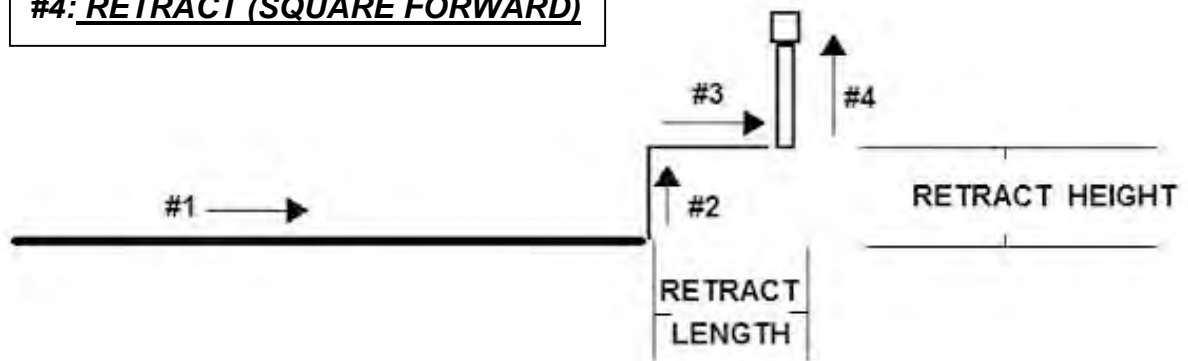 #4: RETRACT (SQUARE FORWARD)
#3
#4
#1
#2
RETRACT HEIGHT
RETRACT
LENGTH